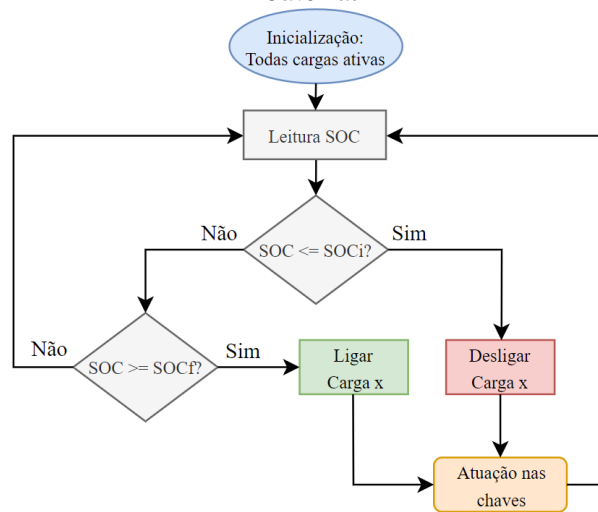 Inicialização:
Todas cargas ativas
Leitura SOC
Não
Sim
SOC <= SOCi?
Não
Sim
SOC >= SOCf?
Ligar
Carga x
Desligar
Carga x
Atuação nas
chaves